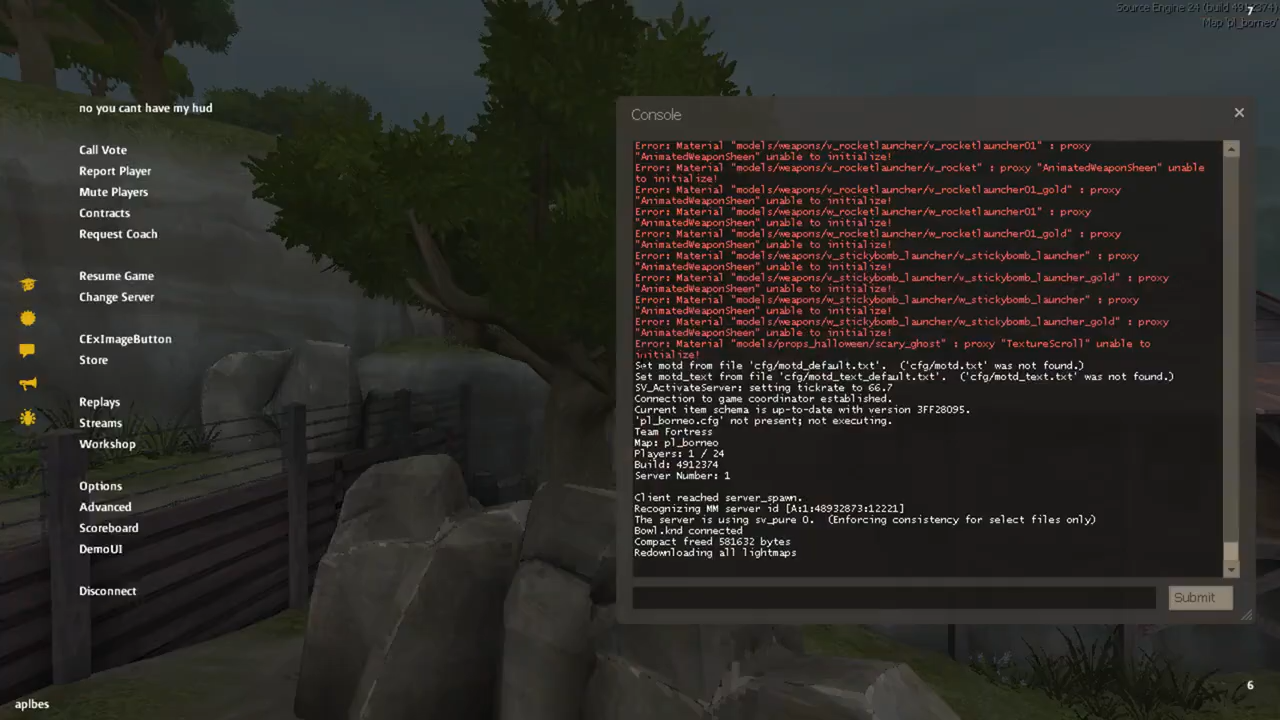 Source Engine 24 (build 4912374)
7
Map 'pl_borneo'
no you cant have my hud
Call Vote
Report Player
Mute Players
Contracts
Request Coach
Resume Game
Change Server
CExImageButton
Store
Replays
Streams
Workshop
Options
Advanced
Scoreboard
DemoUI
Disconnect
aplbes
Console
Error: Material "models/weapons/v_rocketlauncher/v_rocketlauncher01" : proxy
"AnimatedWeaponSheen" unable to initialize!
Error: Material "models/weapons/v_rocketlauncher/v_rocket" : proxy "AnimatedWeaponSheen" unable
to initialize!
Error: Material "models/weapons/v_rocketlauncher/v_rocketlauncher01_gold" : proxy
"AnimatedWeaponSheen" unable to initialize!
Error: Material "models/weapons/w_rocketlauncher/w_rocketlauncher01" : proxy
"AnimatedWeaponSheen" unable to initialize!
Error: Material "models/weapons/w_rocketlauncher/w_rocketlauncher01_gold" : proxy
"AnimatedWeaponSheen" unable to initialize!
Error: Material "models/weapons/v_stickybomb_launcher/v_stickybomb_launcher" : proxy
"AnimatedWeaponSheen" unable to initialize!
Error: Material "models/weapons/v_stickybomb_launcher/v_stickybomb_launcher_gold" : proxy
"AnimatedWeaponSheen" unable to initialize!
Error: Material "models/weapons/w_stickybomb_launcher/w_stickybomb_launcher" : proxy
"AnimatedWeaponSheen" unable to initialize!
Error: Material "models/weapons/w_stickybomb_launcher/w_stickybomb_launcher_gold" : proxy
"AnimatedWeaponSheen" unable to initialize!
Error: Material "models/props_halloween/scary_ghost" : proxy "TextureScroll" unable to
initialize!
Set motd from file 'cfg/motd_default.txt'.  ('cfg/motd.txt' was not found.)
Set motd_text from file 'cfg/motd_text_default.txt'.  ('cfg/motd_text.txt' was not found.)
SV_ActivateServer: setting tickrate to 66.7
Connection to game coordinator established.
Current item schema is up-to-date with version 3FF28095.
'pl_borneo.cfg' not present; not executing.
Team Fortress
Map: pl_borneo
Players: 1 / 24
Build: 4912374
Server Number: 1
Client reached server_spawn.
Recognizing MM server id [A:1:48932873:12221]
The server is using sv_pure 0.  (Enforcing consistency for select files only)
Bowl.knd connected
Compact freed 581632 bytes
Redownloading all lightmaps
Submit
6